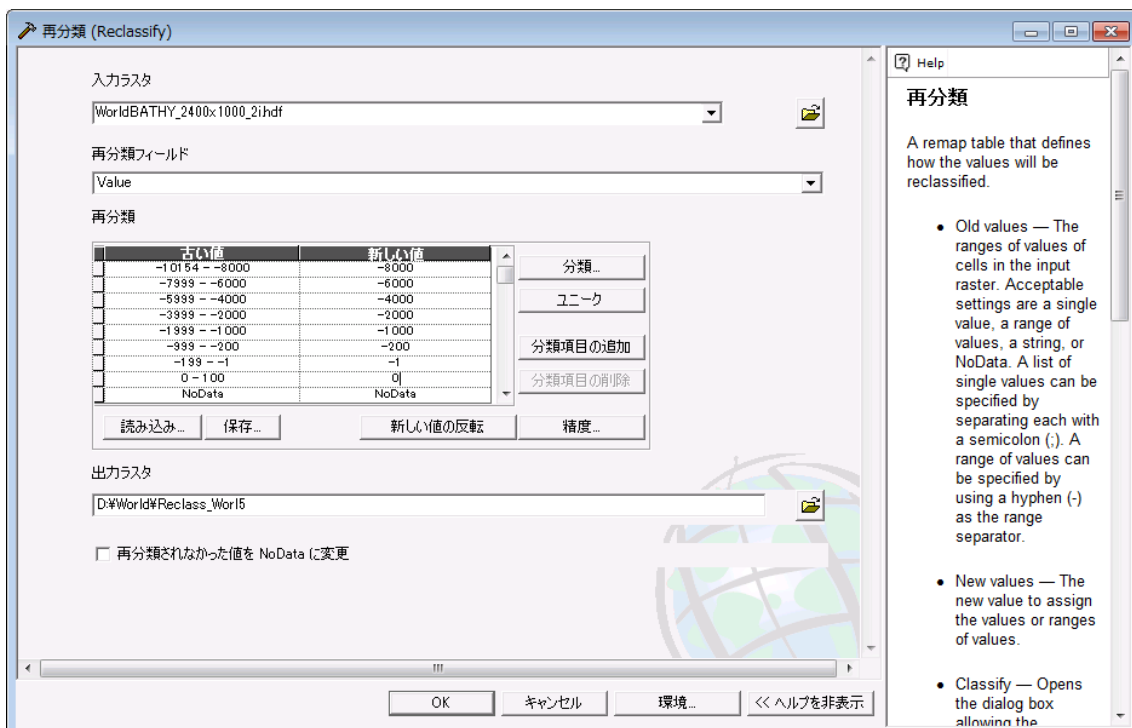 再分類 (Reclassify)
入力ラスタ
WorldBATHY_2400x1000_2i.hdf
再分類フィールド
Value
再分類
古い値 新しい値
-10154 - -8000 -8000
-7999 - -6000 -6000
-5999 - -4000 -4000
-3999 - -2000 -2000
-1999 - -1000 -1000
-999 - -200 -200
-199 - -1 -1
0 - 100 0
NoData NoData
分類...
ユニーク
分類項目の追加
分類項目の削除
読み込み... 保存... 新しい値の反転 精度...
出力ラスタ
D:¥World¥Reclass_Worl5
再分類されなかった値を NoData に変更
OK キャンセル 環境... << ヘルプを非表示
Help
再分類
A remap table that defines
how the values will be
reclassified.
● Old values — The
ranges of values of
cells in the input
raster. Acceptable
settings are a single
value, a range of
values, a string, or
NoData. A list of
single values can be
specified by
separating each with
a semicolon (;). A
range of values can
be specified by
using a hyphen (-)
as the range
separator.
● New values — The
new value to assign
the values or ranges
of values.
● Classify — Opens
the dialog box
allowing the